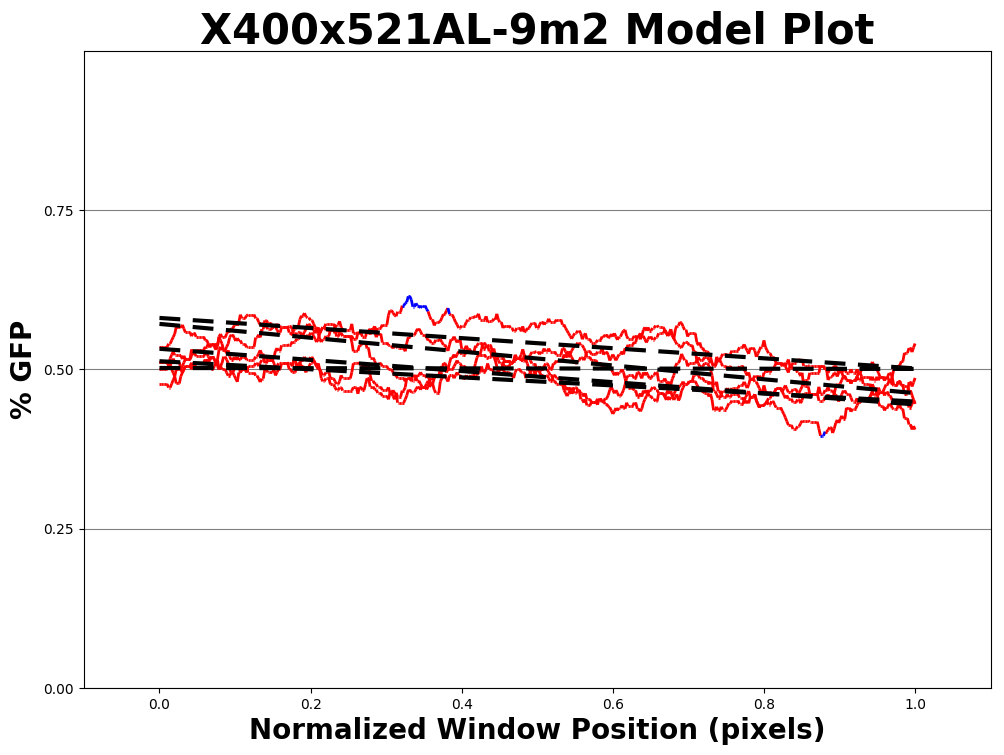 X400x521AL-9m2 Model Plot
% GFP
0.75
0.50
0.25
0.00
0.0 0.2 0.4 0.6 0.8 1.0
Normalized Window Position (pixels)